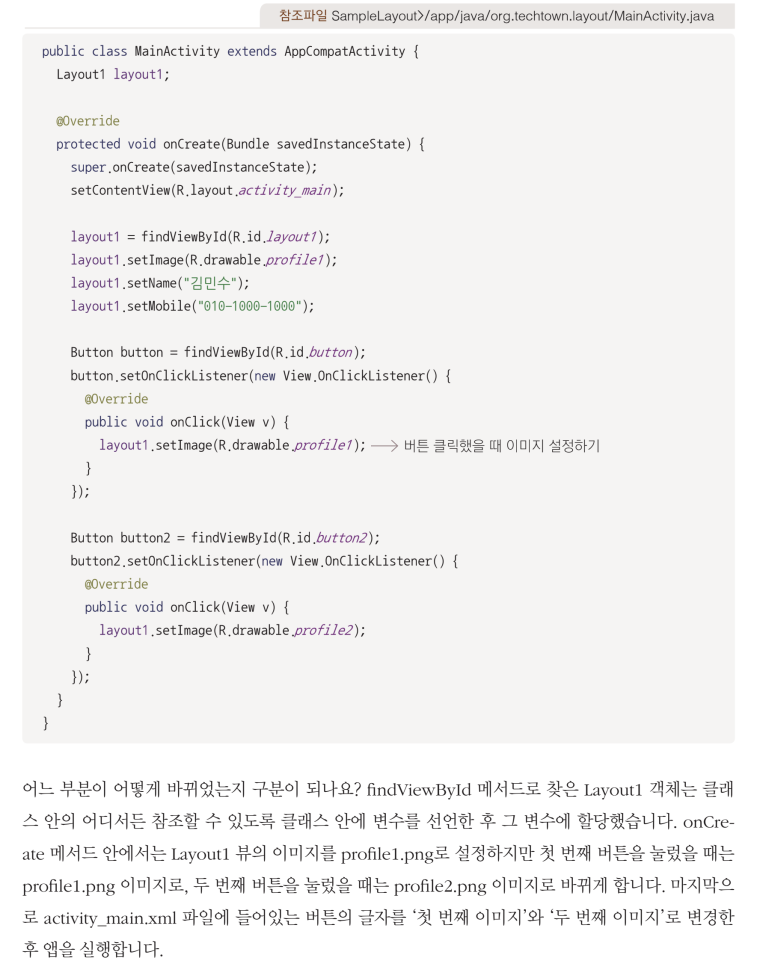 참조파일 SampleLayout>/app/java/org.techtown.layout/MainActivity.java
public class MainActivity extends AppCompatActivity {
Layout1 layout1;
@Override
protected void onCreate(Bundle savedInstanceState) {
super.onCreate(savedInstanceState);
setContentView(R.layout.activity_main);
layout1 = findViewById(R.id.layout1);
layout1.setImage(R.drawable.profile1);
layout1.setName("김민수");
layout1.setMobile("010-1000-1000");
Button button = findViewById(R.id.button);
button.setOnClickListener(new View.OnClickListener() {
@Override
public void onClick(View v) {
layout1.setImage(R.drawable.profile1); → 버튼 클릭했을 때 이미지 설정하기
}
});
Button button2 = findViewById(R.id.button2);
button2.setOnClickListener(new View.OnClickListener() {
@Override
public void onClick(View v) {
layout1.setImage(R.drawable.profile2);
}
});
}
}
어느 부분이 어떻게 바뀌었는지 구분이 되나요? findViewById 메서드로 찾은 Layout1 객체는 클래
스 안의 어디서든 참조할 수 있도록 클래스 안에 변수를 선언한 후 그 변수에 할당했습니다. onCre-
ate 메서드 안에서는 Layout1 뷰의 이미지를 profile1.png로 설정하지만 첫 번째 버튼을 눌렀을 때는
profile1.png 이미지로, 두 번째 버튼을 눌렀을 때는 profile2.png 이미지로 바뀌게 합니다. 마지막으
로 activity_main.xml 파일에 들어있는 버튼의 글자를 ‘첫 번째 이미지’와 ‘두 번째 이미지’로 변경한
후 앱을 실행합니다.